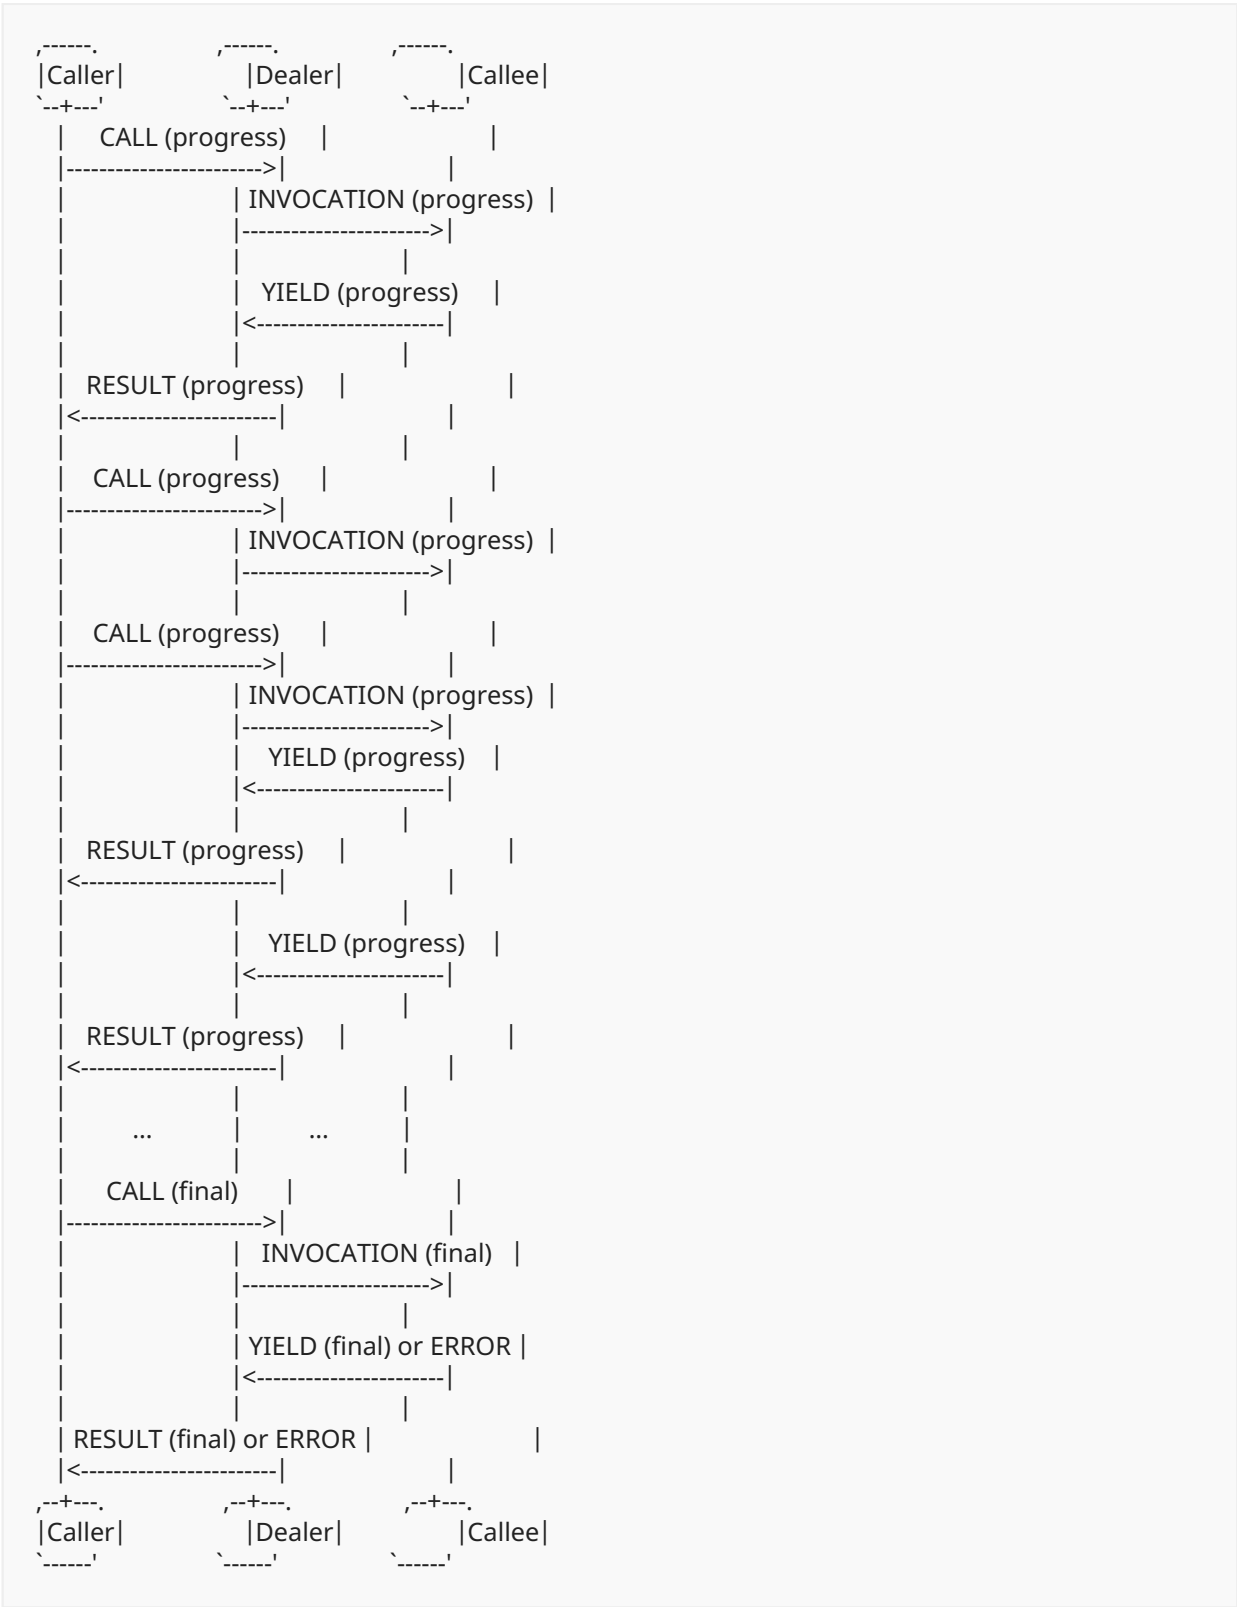 ,------.          ,------.          ,------.
|Caller|          |Dealer|          |Callee|
`--+---'          `--+---'          `--+---'
| CALL (progress) | |
|------------------------>| |
| | INVOCATION (progress) |
| |----------------------->|
| | |
| | YIELD (progress) |
| |<-----------------------|
| | |
| RESULT (progress) | |
|<------------------------| |
| | |
| CALL (progress) | |
|------------------------>| |
| | INVOCATION (progress) |
| |----------------------->|
| | |
| CALL (progress) | |
|------------------------>| |
| | INVOCATION (progress) |
| |----------------------->|
| | YIELD (progress) |
| |<-----------------------|
| | |
| RESULT (progress) | |
|<------------------------| |
| | |
| | YIELD (progress) |
| |<-----------------------|
| | |
| RESULT (progress) | |
|<------------------------| |
| | |
| ... | ... |
| | |
| CALL (final) | |
|------------------------>| |
| | INVOCATION (final) |
| |----------------------->|
| | |
| | YIELD (final) or ERROR |
| |<-----------------------|
| | |
| RESULT (final) or ERROR | |
|<------------------------| |
,--+---.          ,--+---.          ,--+---.
|Caller|          |Dealer|          |Callee|
`------'          `------'          `------'